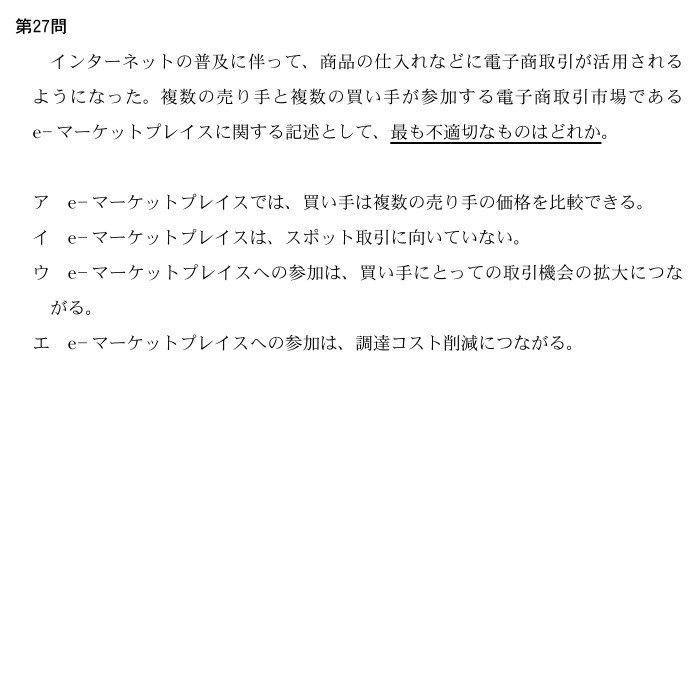 第27問
インターネットの普及に伴って、商品の仕入れなどに電子商取引が活用される
ようになった。複数の売り手と複数の買い手が参加する電子商取引市場である
e-マーケットプレイスに関する記述として、最も不適切なものはどれか。
ア　e-マーケットプレイスでは、買い手は複数の売り手の価格を比較できる。
イ　e-マーケットプレイスは、スポット取引に向いていない。
ウ　e-マーケットプレイスへの参加は、買い手にとっての取引機会の拡大につな
がる。
エ　e-マーケットプレイスへの参加は、調達コスト削減につながる。